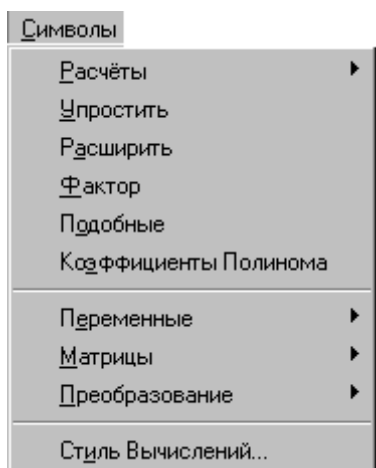 Символы
Расчёты
Упростить
Расширить
Фактор
Подобные
Коэффициенты Полинома
Переменные
Матрицы
Преобразование
Стиль Вычислений...